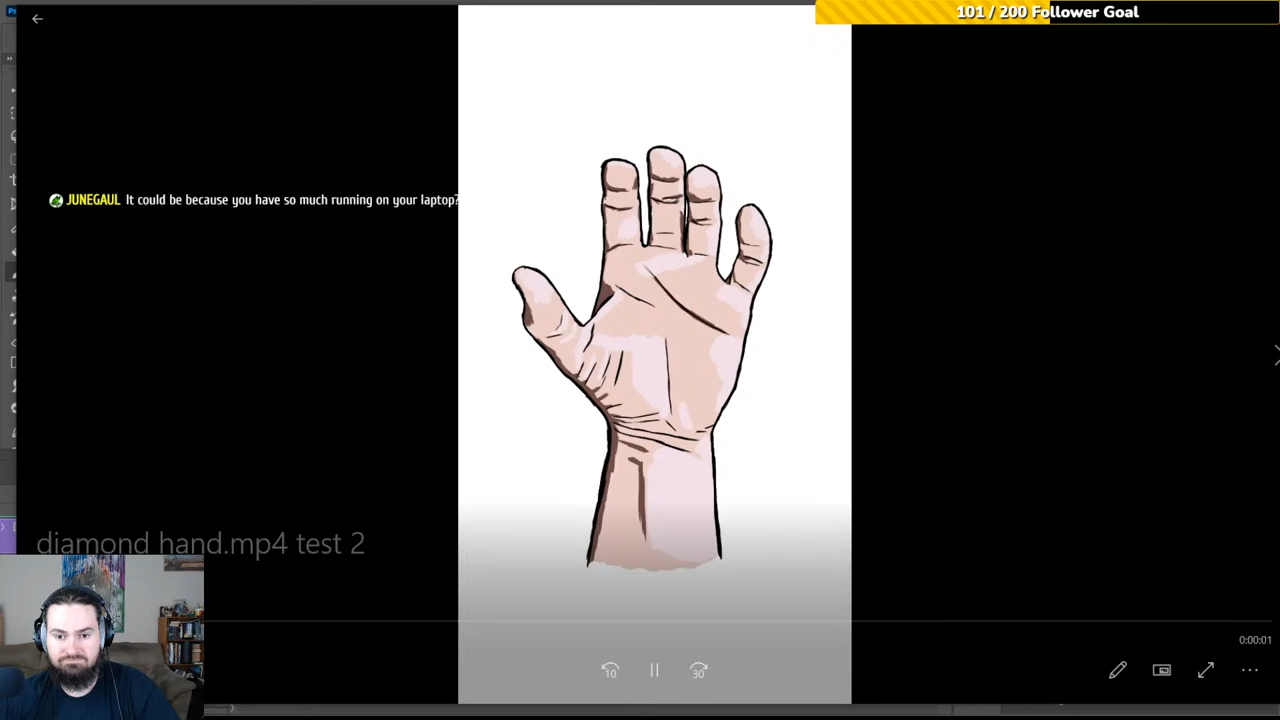 Ps
101 / 200 Follower Goal
JUNEGAUL It could be because you have so much running on your laptop?
diamond hand.mp4 test 2
0:00:01
10
30